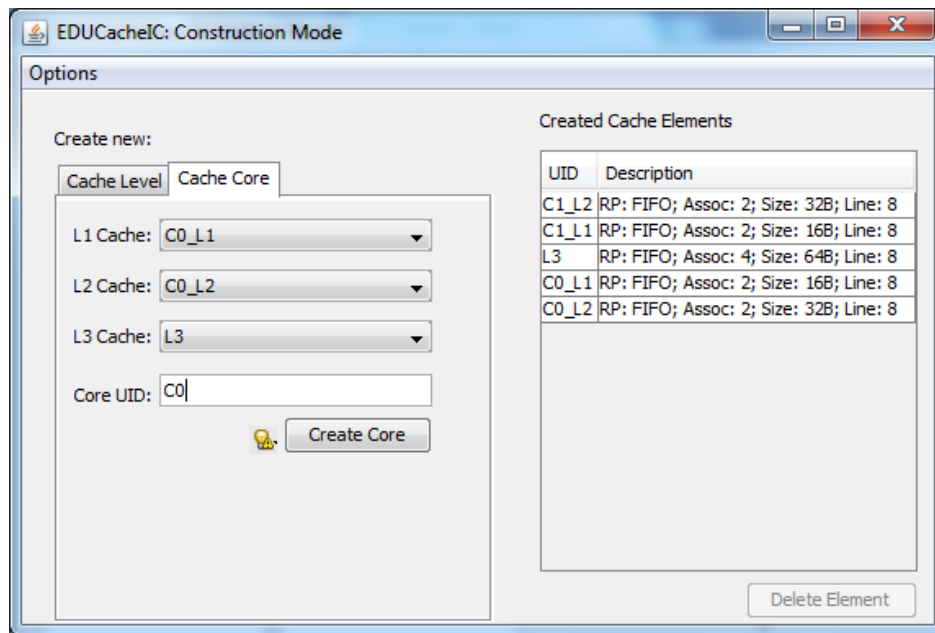 EDUCacheIC: Construction Mode
Options
Create new:
Cache Level Cache Core
L1 Cache: C0_L1
L2 Cache: C0_L2
L3 Cache: L3
Core UID: C0
Create Core
Created Cache Elements
UID Description
C1_L2 RP: FIFO; Assoc: 2; Size: 32B; Line: 8
C1_L1 RP: FIFO; Assoc: 2; Size: 16B; Line: 8
L3 RP: FIFO; Assoc: 4; Size: 64B; Line: 8
C0_L1 RP: FIFO; Assoc: 2; Size: 16B; Line: 8
C0_L2 RP: FIFO; Assoc: 2; Size: 32B; Line: 8
Delete Element